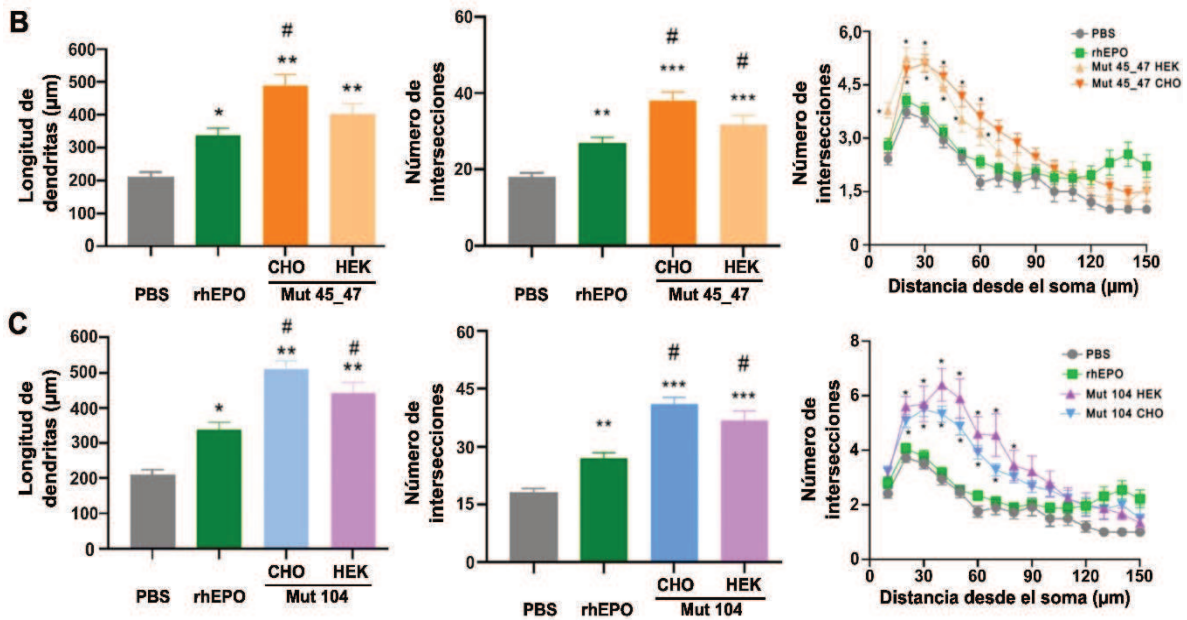 B
Longitud de
dendritas (µm)
600
500
400
300
200
100
0
*
#
**
**
CHO
HEK
PBS
rhEPO
Mut 45_47
Número de
intersecciones
60
40
20
0
**
#
***
#
***
CHO
HEK
PBS
rhEPO
Mut 45_47
Número de
intersecciones
6,0
4,5
3,0
1,5
0
PBS
rhEPO
Mut 45_47 HEK
Mut 45_47 CHO
0
30
60
90
120
150
Distancia desde el soma (µm)
C
Longitud de
dendritas (µm)
600
500
400
300
200
100
0
*
#
**
#
**
CHO
HEK
PBS
rhEPO
Mut 104
Número de
intersecciones
60
45
30
15
0
**
#
***
#
***
CHO
HEK
PBS
rhEPO
Mut 104
Número de
intersecciones
8
6
4
2
0
PBS
rhEPO
Mut 104 HEK
Mut 104 CHO
0
30
60
90
120
150
Distancia desde el soma (µm)